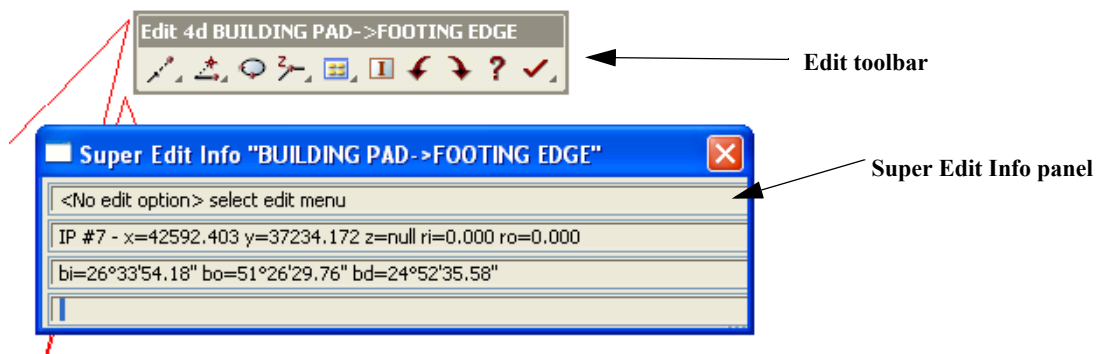 Edit 4d BUILDING PAD->FOOTING EDGE
Edit toolbar
Super Edit Info "BUILDING PAD->FOOTING EDGE"
Super Edit Info panel
<No edit option> select edit menu
IP #7 - x=42592.403 y=37234.172 z=null ri=0.000 ro=0.000
bi=26°33'54.18" bo=51°26'29.76" bd=24°52'35.58"